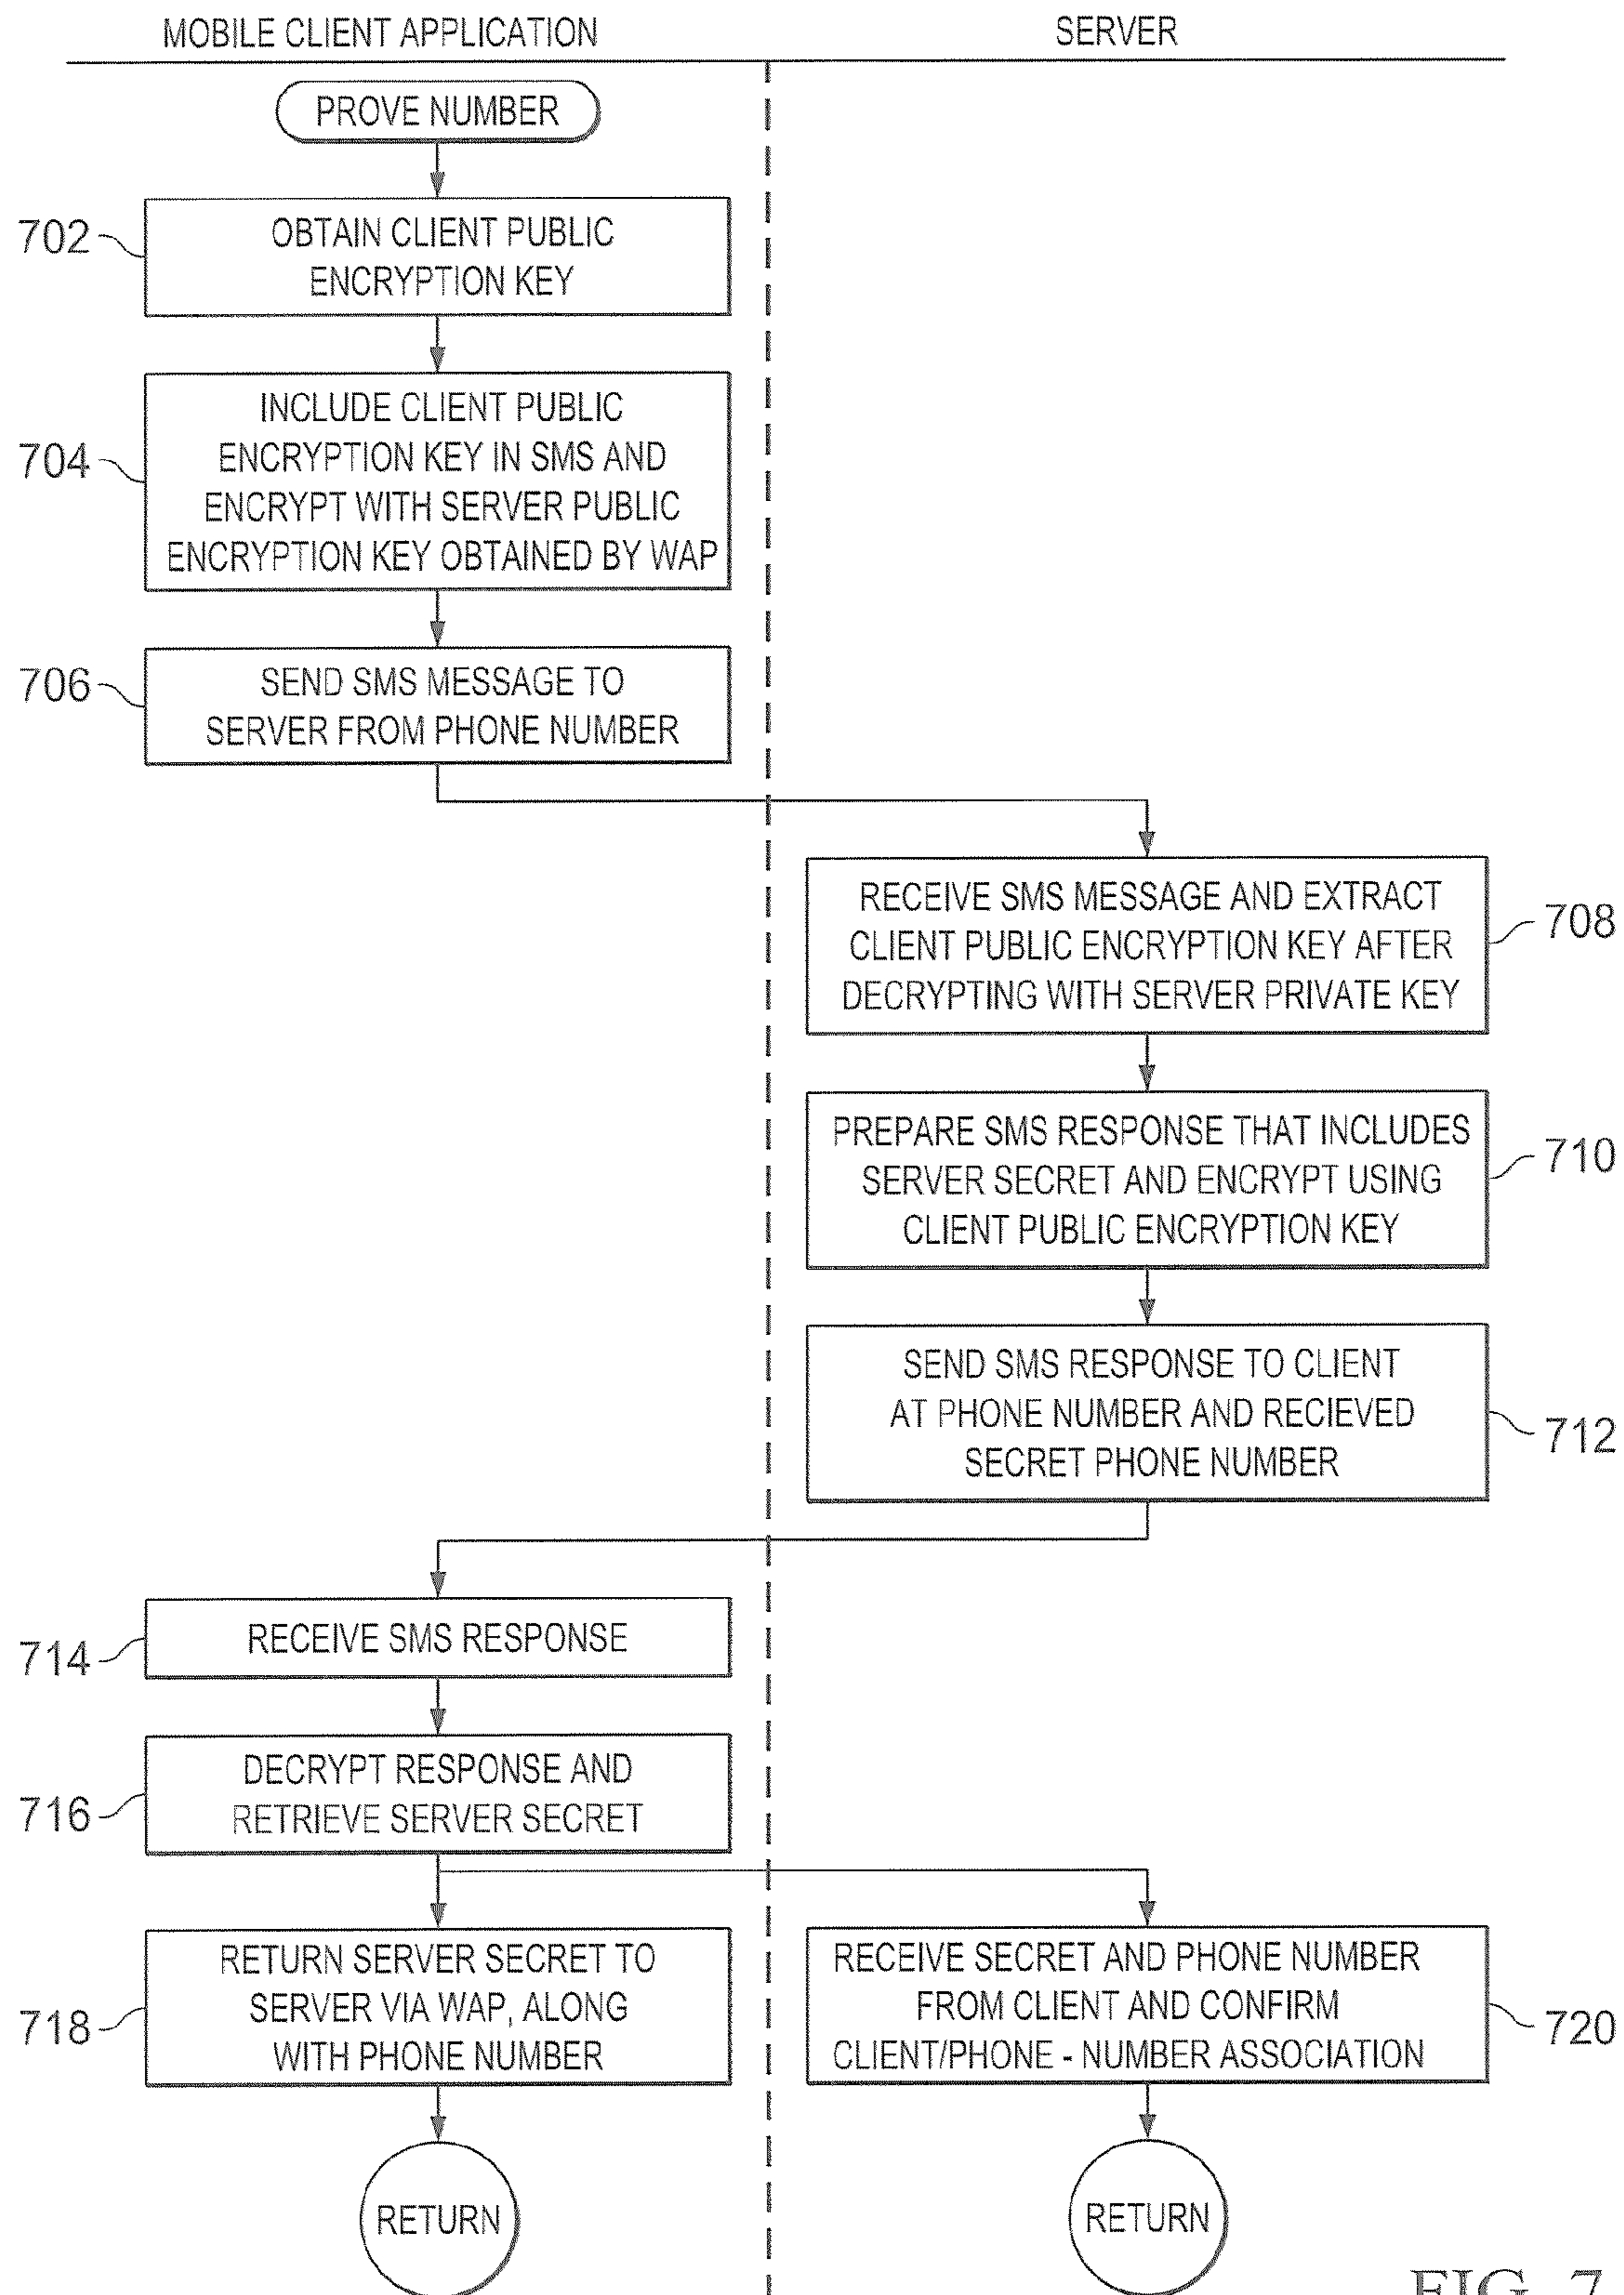 MOBILE CLIENT APPLICATION
SERVER
PROVE NUMBER
702
OBTAIN CLIENT PUBLIC
ENCRYPTION KEY
704
INCLUDE CLIENT PUBLIC
ENCRYPTION KEY IN SMS AND
ENCRYPT WITH SERVER PUBLIC
ENCRYPTION KEY OBTAINED BY WAP
706
SEND SMS MESSAGE TO
SERVER FROM PHONE NUMBER
RECEIVE SMS MESSAGE AND EXTRACT
CLIENT PUBLIC ENCRYPTION KEY AFTER
DECRYPTING WITH SERVER PRIVATE KEY
708
PREPARE SMS RESPONSE THAT INCLUDES
SERVER SECRET AND ENCRYPT USING
CLIENT PUBLIC ENCRYPTION KEY
710
SEND SMS RESPONSE TO CLIENT
AT PHONE NUMBER AND RECIEVED
SECRET PHONE NUMBER
712
714
RECEIVE SMS RESPONSE
716
DECRYPT RESPONSE AND
RETRIEVE SERVER SECRET
718
RETURN SERVER SECRET TO
SERVER VIA WAP, ALONG
WITH PHONE NUMBER
RECEIVE SECRET AND PHONE NUMBER
FROM CLIENT AND CONFIRM
CLIENT/PHONE - NUMBER ASSOCIATION
720
RETURN
RETURN
FIG. 7